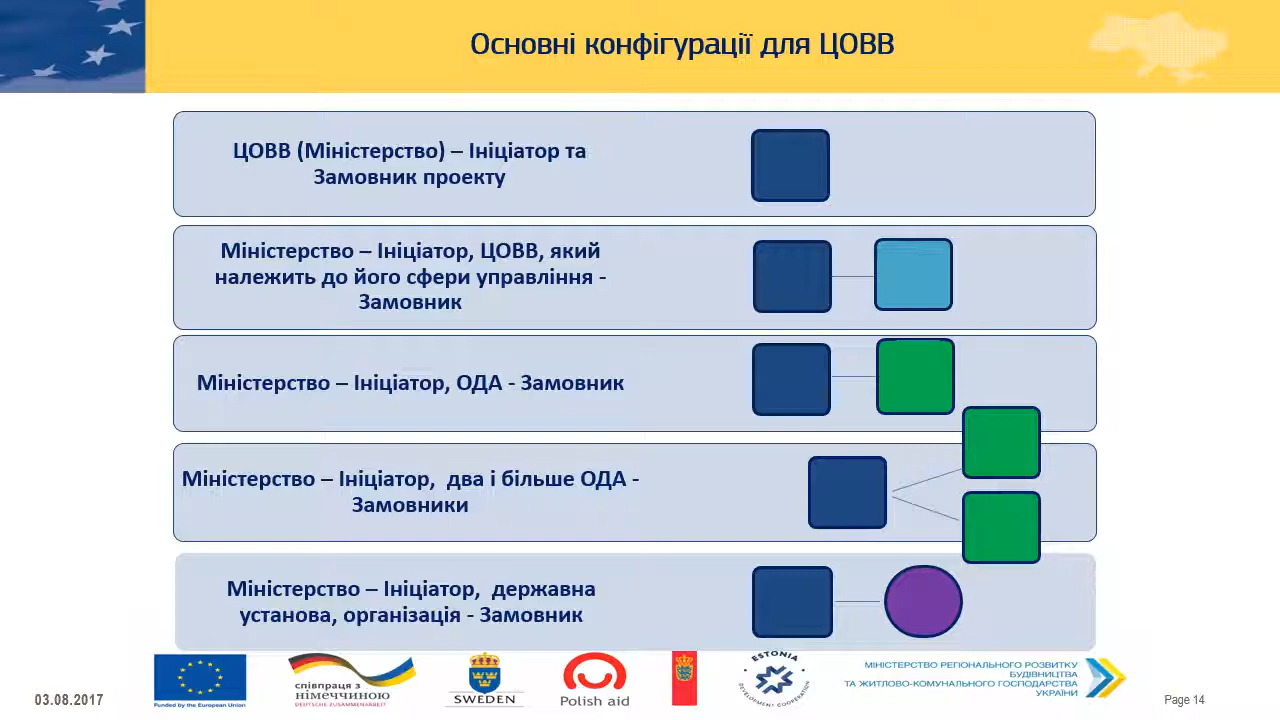 Основні конфігурації для ЦОВВ
ЦОВВ (Міністерство) – Ініціатор та
Замовник проекту
Міністерство – Ініціатор, ЦОВВ, який
належить до його сфери управління -
Замовник
Міністерство – Ініціатор, ОДА - Замовник
Міністерство – Ініціатор,  два і більше ОДА -
Замовники
Міністерство – Ініціатор,  державна
установа, організація - Замовник
03.08.2017
Funded by the European Union
співпраця з
НІМЕЧЧИНОЮ
DEUTSCHE ZUSAMMENARBEIT
SWEDEN
Polish aid
ESTONIA
DEVELOPMENT COOPERATION
МІНІСТЕРСТВО РЕГІОНАЛЬНОГО РОЗВИТКУ
БУДІВНИЦТВА
ТА ЖИТЛОВО-КОМУНАЛЬНОГО ГОСПОДАРСТВА
УКРАЇНИ
Page 14